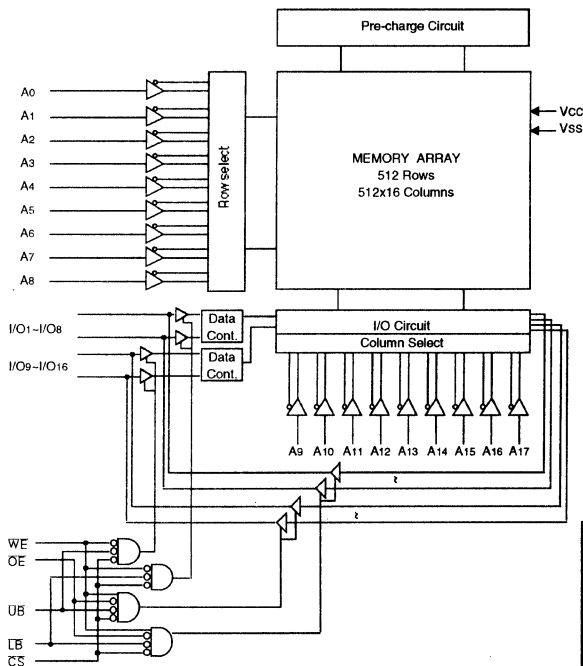 Pre-charge Circuit
A0
A1
A2
A3
A4
A5
A6
A7
A8
Row select
MEMORY ARRAY
512 Rows
512x16 Columns
Vcc
Vss
I/O1~I/O8
I/O9~I/O16
Data
Cont.
Data
Cont.
I/O Circuit
Column Select
A9 A10 A11 A12 A13 A14 A15 A16 A17
WE
OE
UB
LB
CS